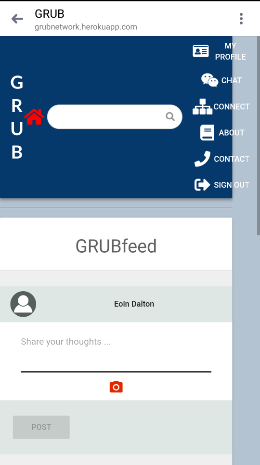 GRUB
grubnetwork.herokuapp.com
G
R
U
B
MY
PROFILE
CHAT
CONNECT
ABOUT
CONTACT
SIGN OUT
GRUBfeed
Eoin Dalton
Share your thoughts ...
POST